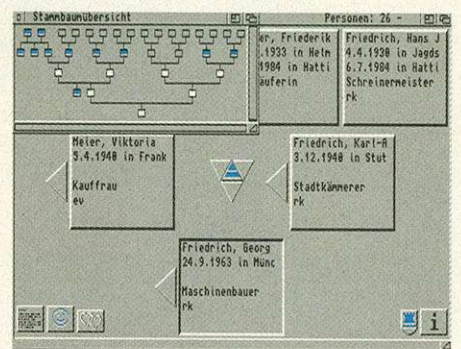 Stammbaumübersicht
Personen: 26 -
er, Friederik
.1933 in Helm
1984 in Hatti
äuferin
Friedrich, Hans J
4.4.1930 in Jagds
6.7.1984 in Hatti
Schreinermeister
rk
Meier, Viktoria
5.4.1940 in Frank
Kauffrau
ev
Friedrich, Karl-A
3.12.1940 in Stut
Stadtkämmerer
rk
Friedrich, Georg
24.9.1963 in Münc
Maschinenbauer
rk
i